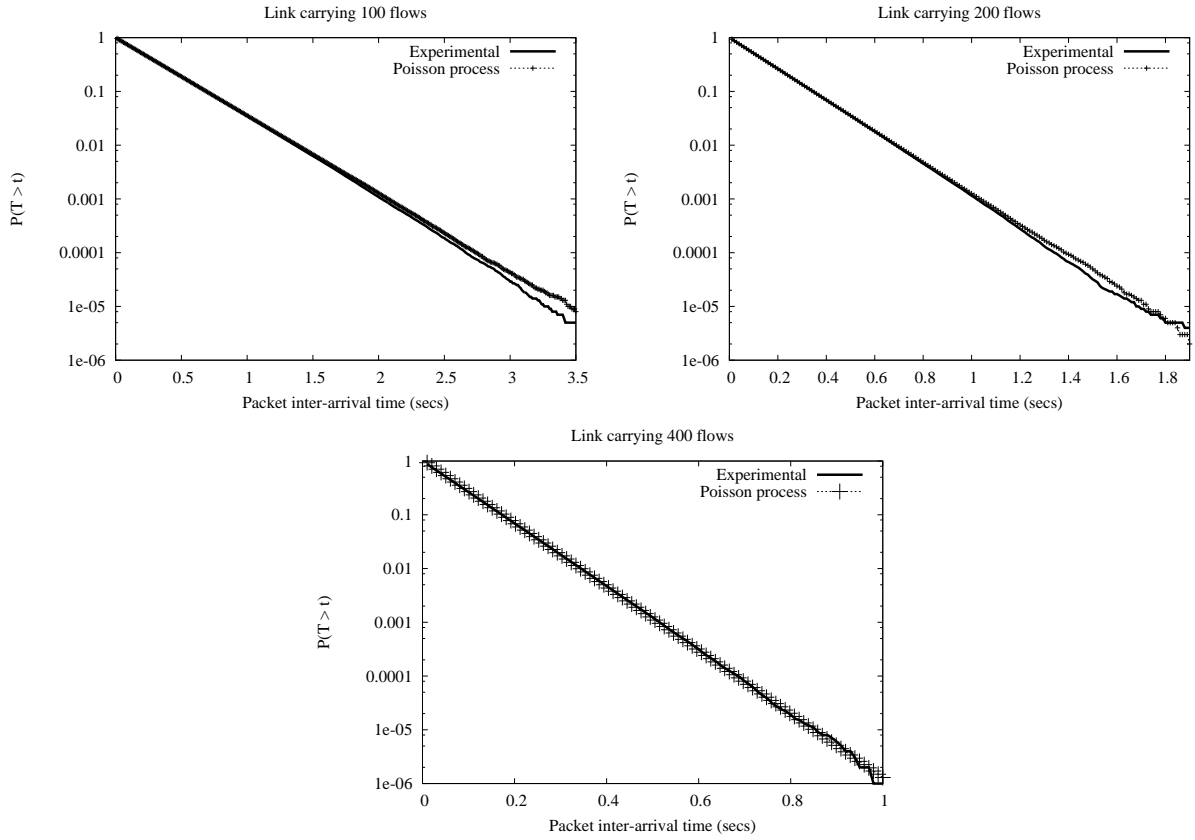 Link carrying 100 flows
Experimental
Poisson process
1
0.1
0.01
0.001
0.0001
1e-05
1e-06
P(T > t)
0 0.5 1 1.5 2 2.5 3 3.5
Packet inter-arrival time (secs)
Link carrying 200 flows
Experimental
Poisson process
1
0.1
0.01
0.001
0.0001
1e-05
1e-06
P(T > t)
0 0.2 0.4 0.6 0.8 1 1.2 1.4 1.6 1.8
Packet inter-arrival time (secs)
Link carrying 400 flows
Experimental
Poisson process
1
0.1
0.01
0.001
0.0001
1e-05
1e-06
P(T > t)
0 0.2 0.4 0.6 0.8 1
Packet inter-arrival time (secs)